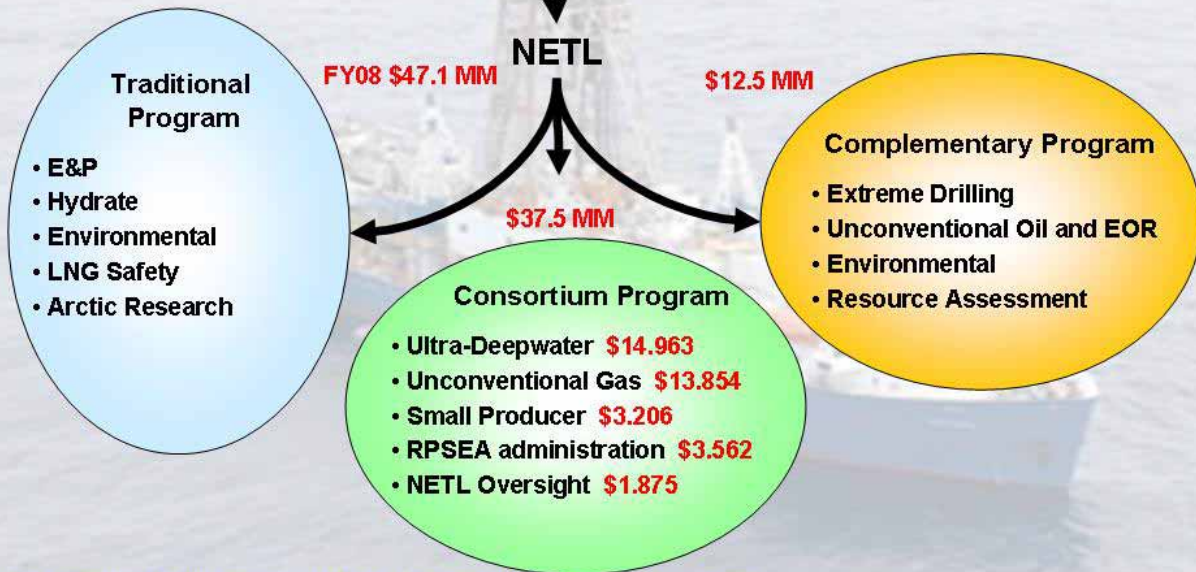 NETL
FY08 $47.1 MM
$12.5 MM
$37.5 MM
Traditional
Program
• E&P
• Hydrate
• Environmental
• LNG Safety
• Arctic Research
Consortium Program
• Ultra-Deepwater $14.963
• Unconventional Gas $13.854
• Small Producer $3.206
• RPSEA administration $3.562
• NETL Oversight $1.875
Complementary Program
• Extreme Drilling
• Unconventional Oil and EOR
• Environmental
• Resource Assessment